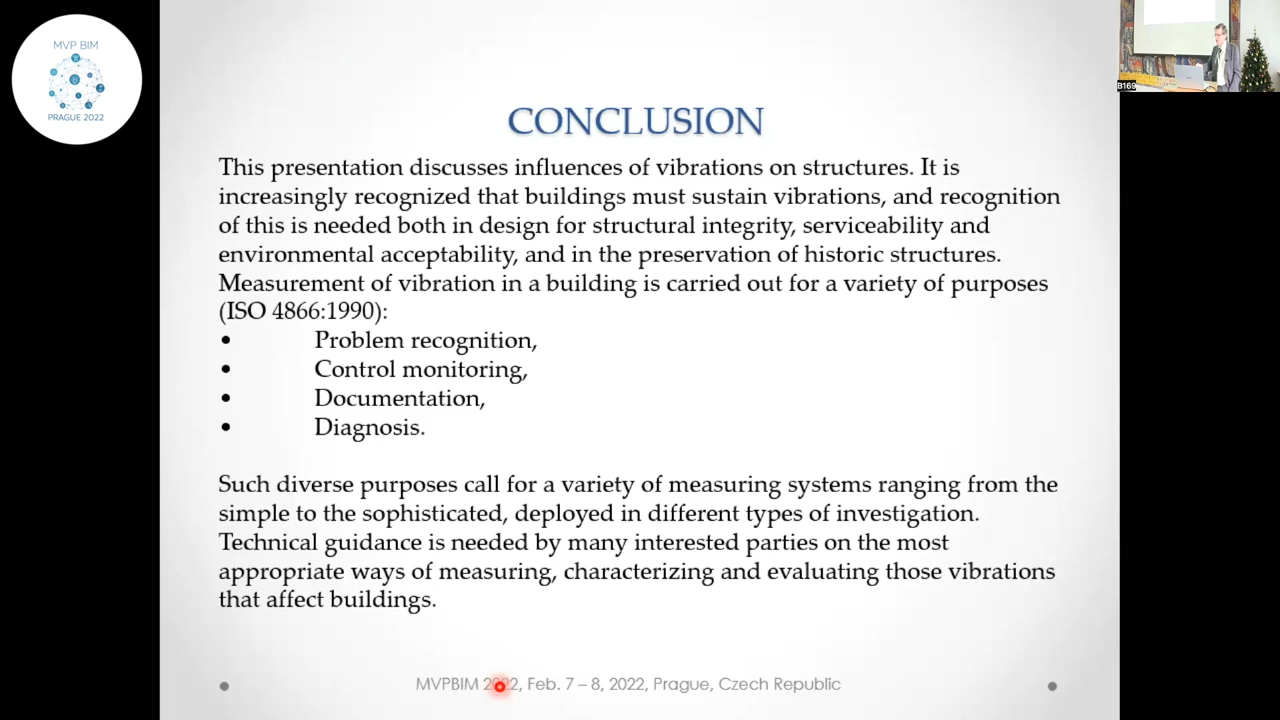 MVP BIM
PRAGUE 2022
B169
CONCLUSION
This presentation discusses influences of vibrations on structures. It is
increasingly recognized that buildings must sustain vibrations, and recognition
of this is needed both in design for structural integrity, serviceability and
environmental acceptability, and in the preservation of historic structures.
Measurement of vibration in a building is carried out for a variety of purposes
(ISO 4866:1990):
• Problem recognition,
• Control monitoring,
• Documentation,
• Diagnosis.
Such diverse purposes call for a variety of measuring systems ranging from the
simple to the sophisticated, deployed in different types of investigation.
Technical guidance is needed by many interested parties on the most
appropriate ways of measuring, characterizing and evaluating those vibrations
that affect buildings.
MVPBIM 2022, Feb. 7 – 8, 2022, Prague, Czech Republic